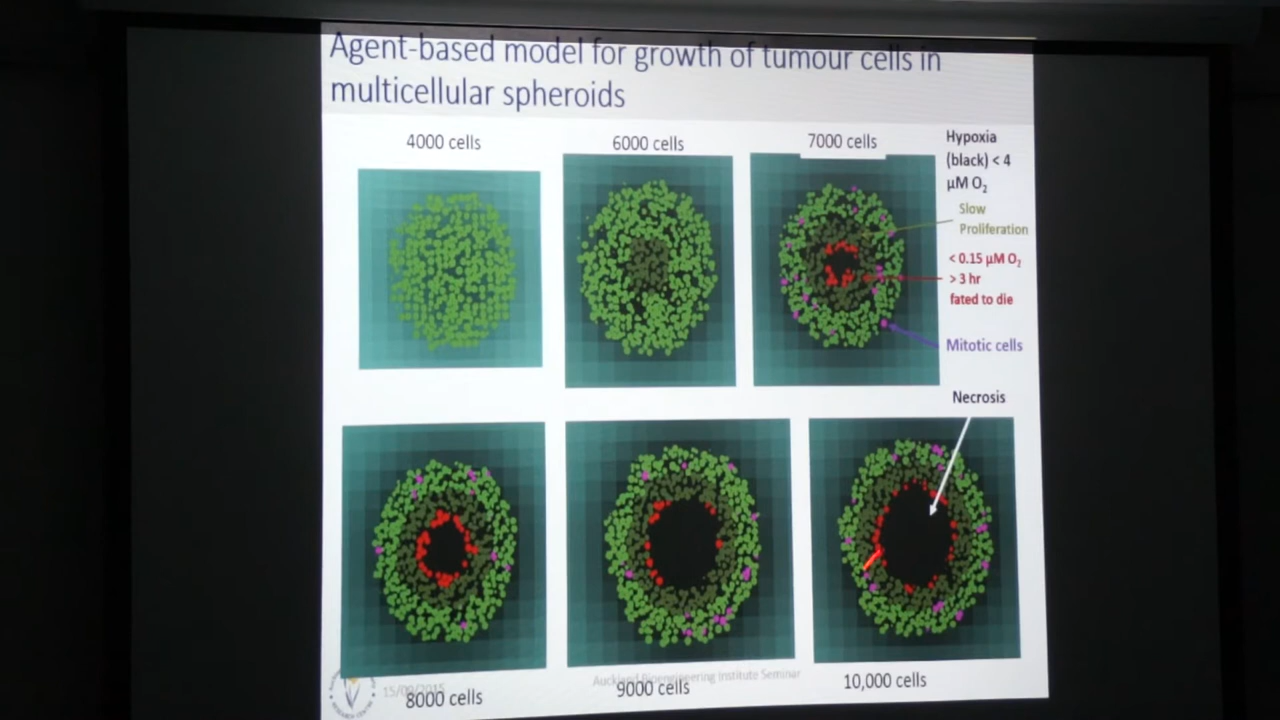 Agent-based model for growth of tumour cells in
multicellular spheroids
4000 cells
6000 cells
7000 cells
Hypoxia
(black) < 4
µM O₂
Slow
Proliferation
< 0.15 µM O₂
> 3 hr
fated to die
Mitotic cells
Necrosis
8000 cells
9000 cells
10,000 cells
15/09/2015
Auckland Bioengineering Institute Seminar